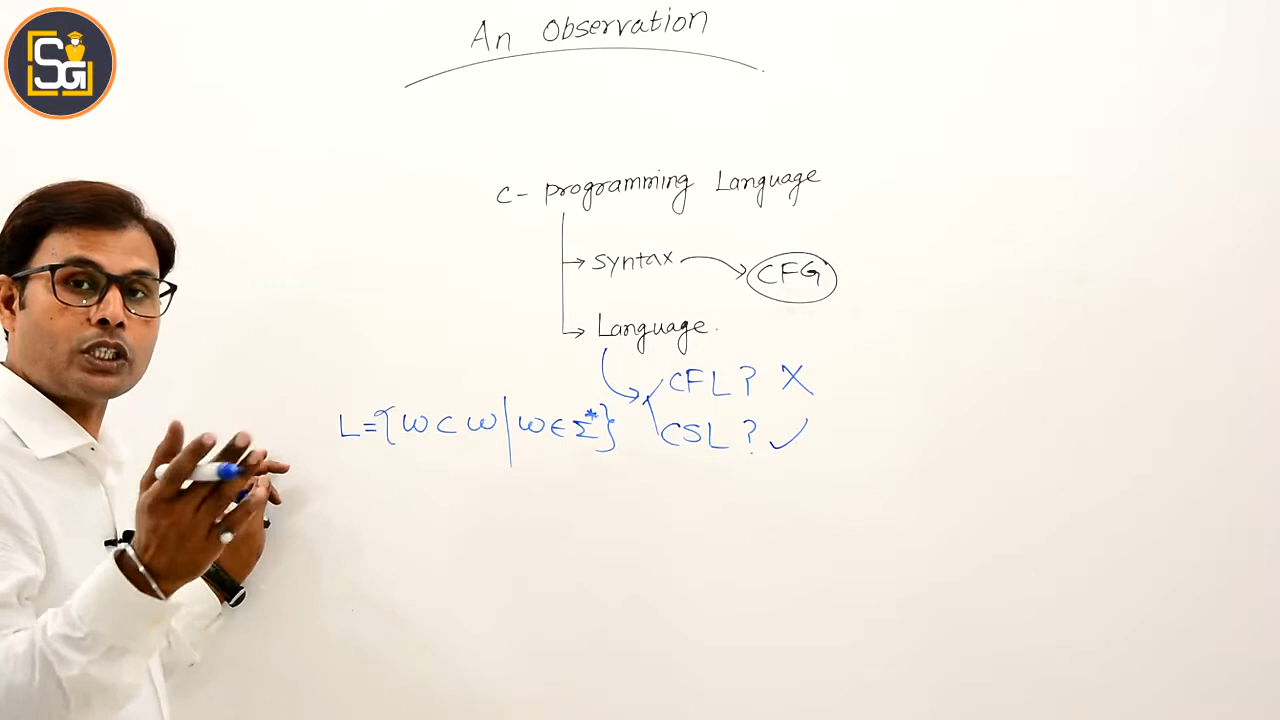 SG
An Observation
C- programming Language
Syntax → CFG
Language.
CFL? X
L={WCW|W∈Σ*} CSL? ✓